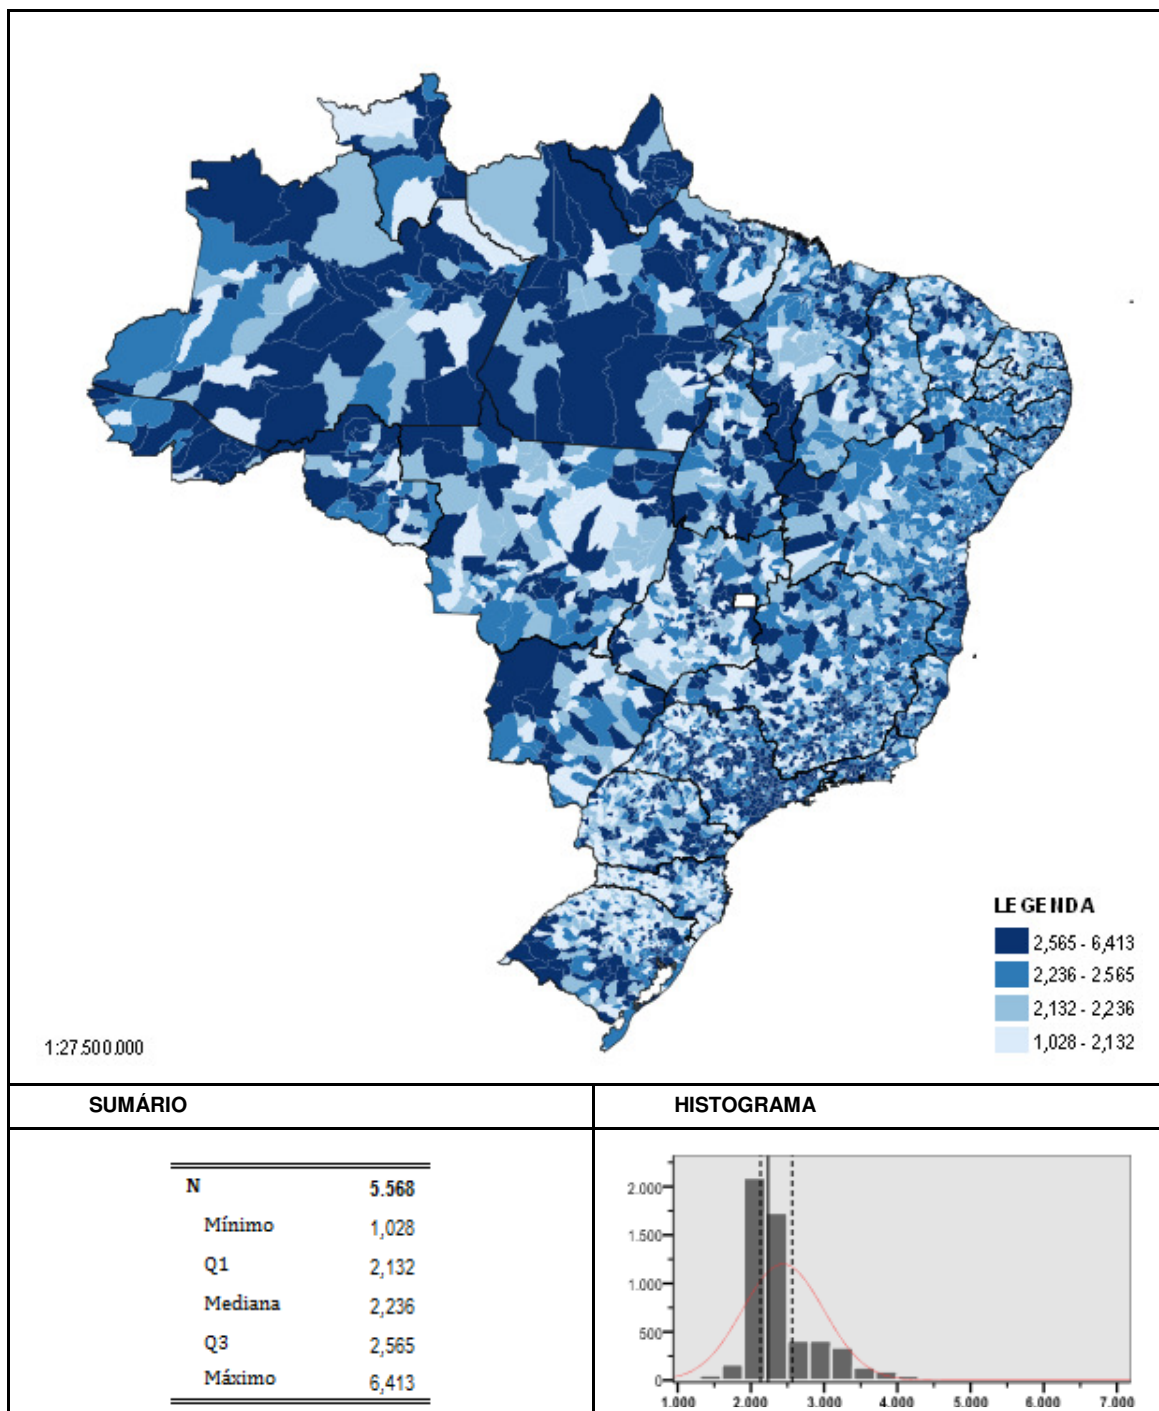 LEGENDA
2,565 - 6,413
2,236 - 2.565
2,132 - 2,236
1,028 - 2,132
1:27.500.000
SUMÁRIO
HISTOGRAMA
N 5.568
Mínimo 1,028
Q1 2,132
Mediana 2,236
Q3 2,565
Máximo 6,413
2.000
1.500
1.000
500
0
1.000 2.000 3.000 4.000 5.000 6.000 7.000